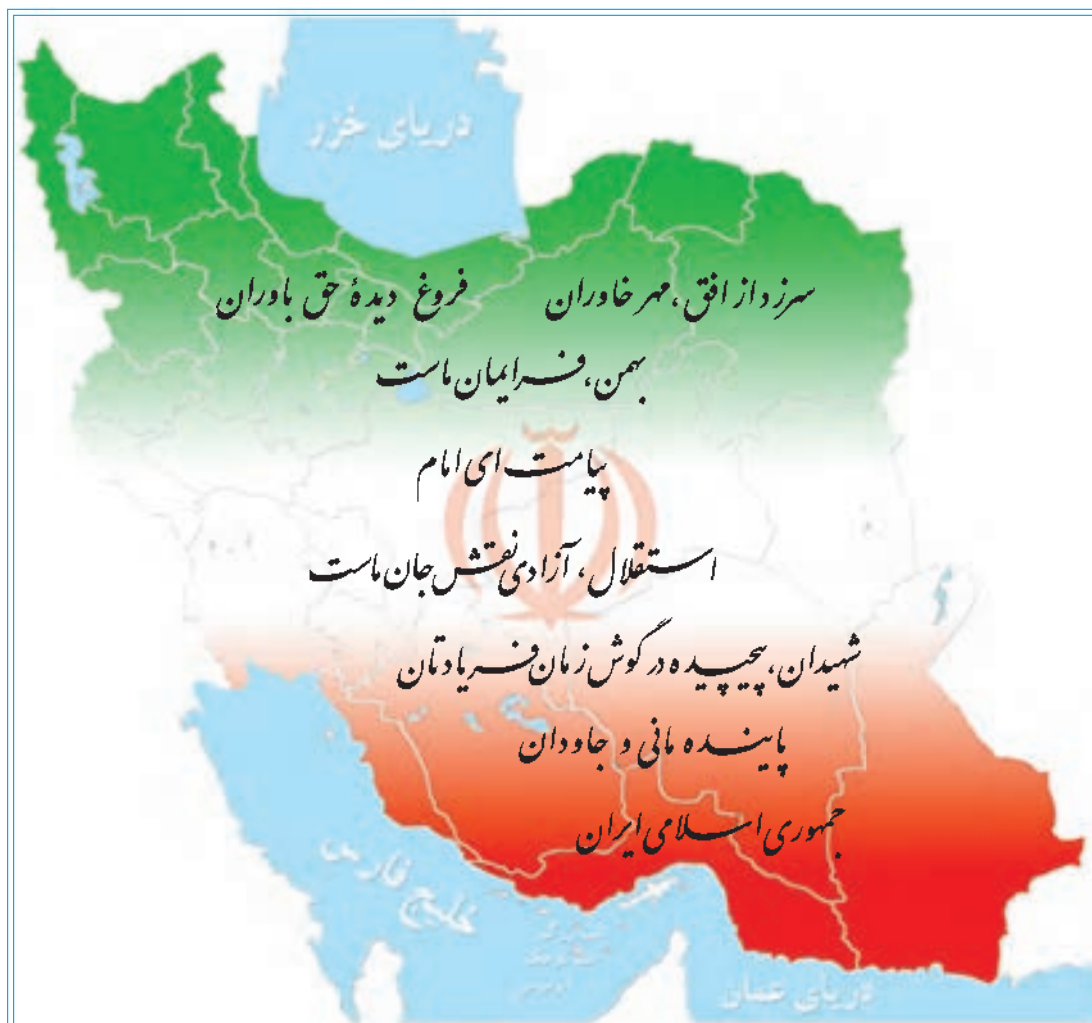 دریای خزر
سرزد از افق، مهر خاوران فروغ دیدهٔ حق باوران
بهمن، فر ایمان ماست
پیامت ای امام
استقلال، آزادی نقش جان ماست
شهیدان، پیچیده در گوش زمان فریادتان
پاینده مانی و جاودان
جمهوری اسلامی ایران
خلیج فارس
دریای عمان